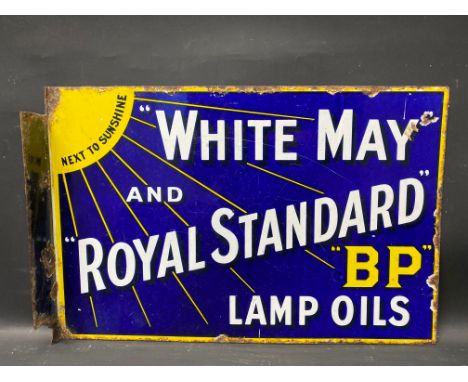 NEXT TO SUNSHINE
"WHITE MAY"
AND
"ROYAL STANDARD"
"BP"
LAMP OILS